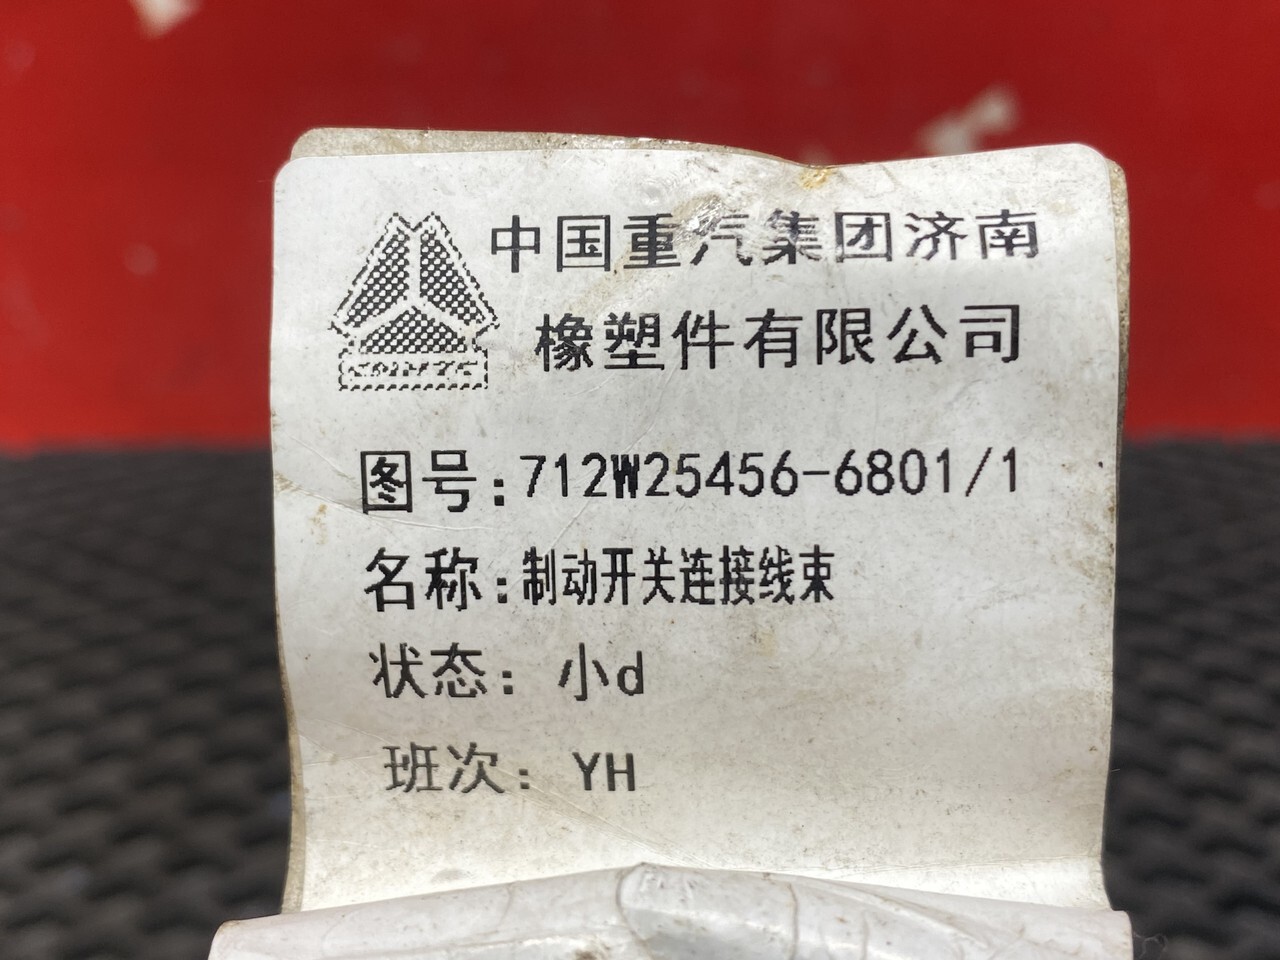 中国重汽集团济南
橡塑件有限公司
图号:712W25456-6801/1
名称:制动开关连接线束
状态: 小d
班次: YH